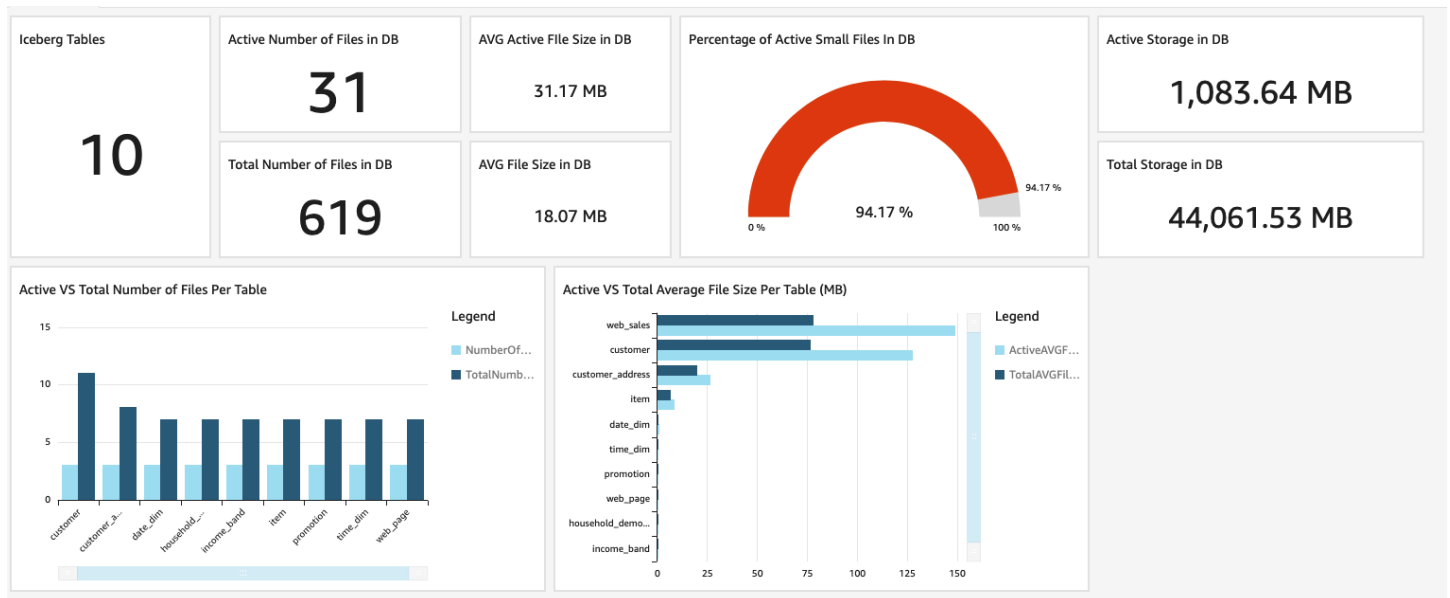 Iceberg Tables
10
Active Number of Files in DB
31
AVG Active FIle Size in DB
31.17 MB
Percentage of Active Small Files In DB
94.17 %
94.17 %
0 %
100 %
Active Storage in DB
1,083.64 MB
Total Number of Files in DB
619
AVG File Size in DB
18.07 MB
Total Storage in DB
44,061.53 MB
Active VS Total Number of Files Per Table
15
10
5
0
customer
customer_a...
date_dim
household_...
income_band
item
promotion
time_dim
web_page
Legend
NumberOf...
TotalNumb...
Active VS Total Average File Size Per Table (MB)
web_sales
customer
customer_address
item
date_dim
time_dim
promotion
web_page
household_demo...
income_band
0 25 50 75 100 125 150
Legend
ActiveAVGF...
TotalAVGFil...